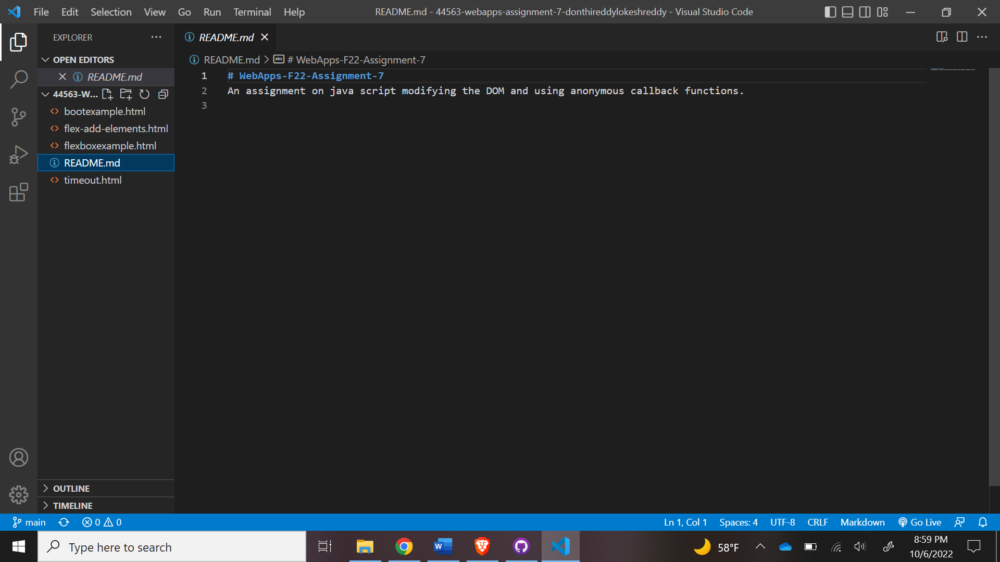 File Edit Selection View Go Run Terminal Help
README.md - 44563-webapps-assignment-7-donthireddylokeshreddy - Visual Studio Code
EXPLORER
README.md
OPEN EDITORS
README.md
README.md > # WebApps-F22-Assignment-7
44563-W...
bootexample.html
flex-add-elements.html
flexboxexample.html
README.md
timeout.html
1 # WebApps-F22-Assignment-7
2 An assignment on java script modifying the DOM and using anonymous callback functions.
3
OUTLINE
TIMELINE
main 0 0 Ln 1, Col 1 Spaces: 4 UTF-8 CRLF Markdown Go Live
Type here to search
58°F
8:59 PM
10/6/2022